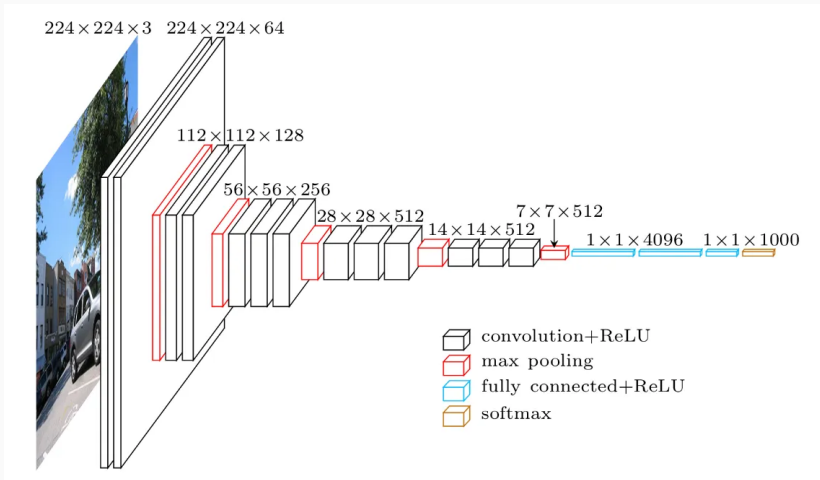 224×224×3
224×224×64
112×112×128
56×56×256
28×28×512
14×14×512
7×7×512
1×1×4096
1×1×1000
convolution+ReLU
max pooling
fully connected+ReLU
softmax